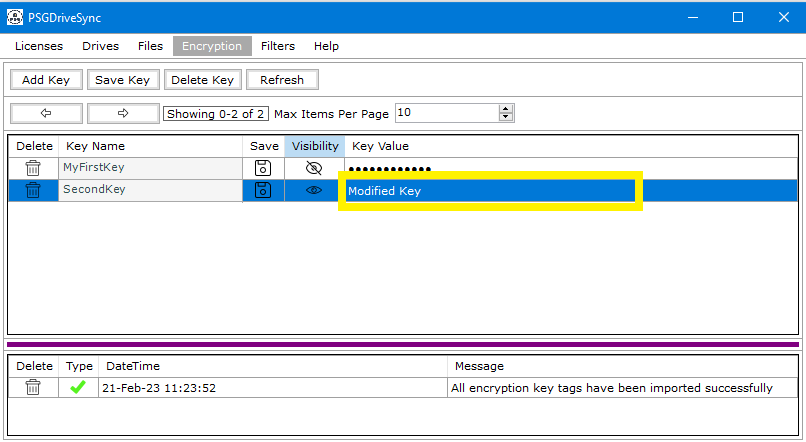 PSGDriveSync
Licenses Drives Files Encryption Filters Help
Add Key Save Key Delete Key Refresh
Showing 0-2 of 2 Max Items Per Page 10
Delete Key Name Save Visibility Key Value
MyFirstKey ●●●●●●●●●●●●
SecondKey Modified Key
Delete Type DateTime Message
21-Feb-23 11:23:52 All encryption key tags have been imported successfully